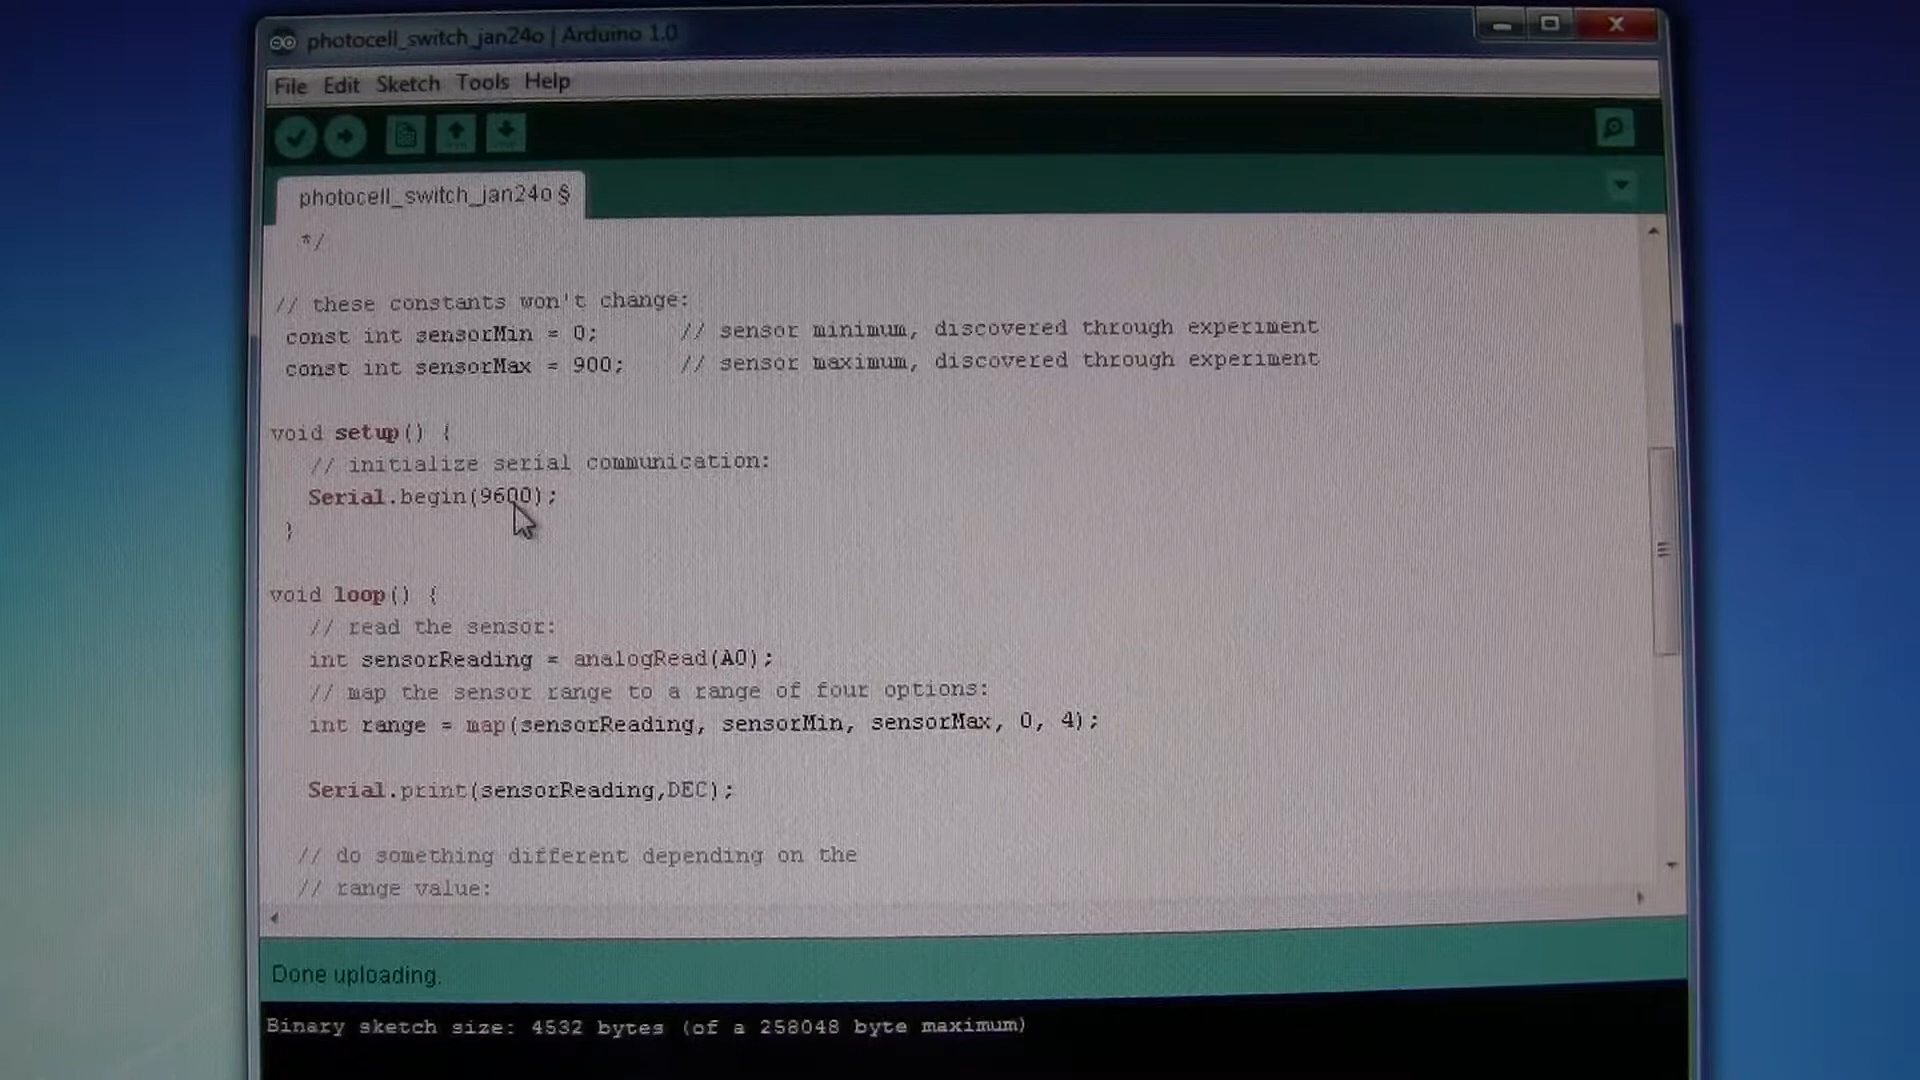 photocell_switch_jan24o | Arduino 1.0
File Edit Sketch Tools Help
photocell_switch_jan24o §
*/
// these constants won't change:
const int sensorMin = 0; // sensor minimum, discovered through experiment
const int sensorMax = 900; // sensor maximum, discovered through experiment
void setup() {
// initialize serial communication:
Serial.begin(9600);
}
void loop() {
// read the sensor:
int sensorReading = analogRead(A0);
// map the sensor range to a range of four options:
int range = map(sensorReading, sensorMin, sensorMax, 0, 4);
Serial.print(sensorReading,DEC);
// do something different depending on the
// range value:
Done uploading.
Binary sketch size: 4532 bytes (of a 258048 byte maximum)